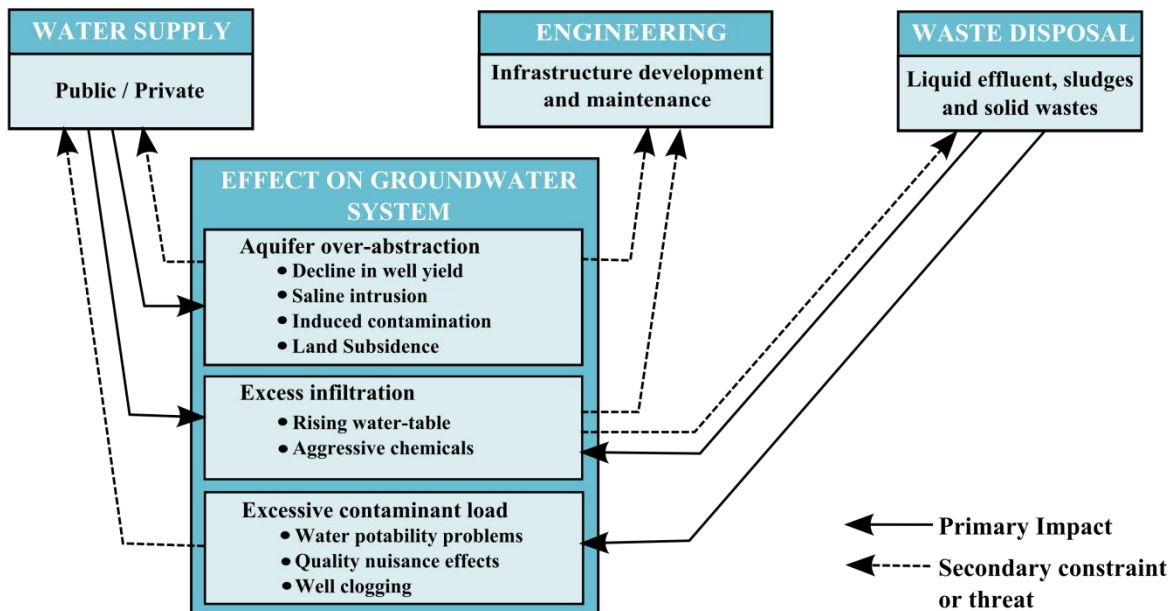 WATER SUPPLY
Public / Private
ENGINEERING
Infrastructure development
and maintenance
WASTE DISPOSAL
Liquid effluent, sludges
and solid wastes
EFFECT ON GROUNDWATER
SYSTEM
Aquifer over-abstraction
• Decline in well yield
• Saline intrusion
• Induced contamination
• Land Subsidence
Excess infiltration
• Rising water-table
• Aggressive chemicals
Excessive contaminant load
• Water potability problems
• Quality nuisance effects
• Well clogging
Primary Impact
Secondary constraint
or threat